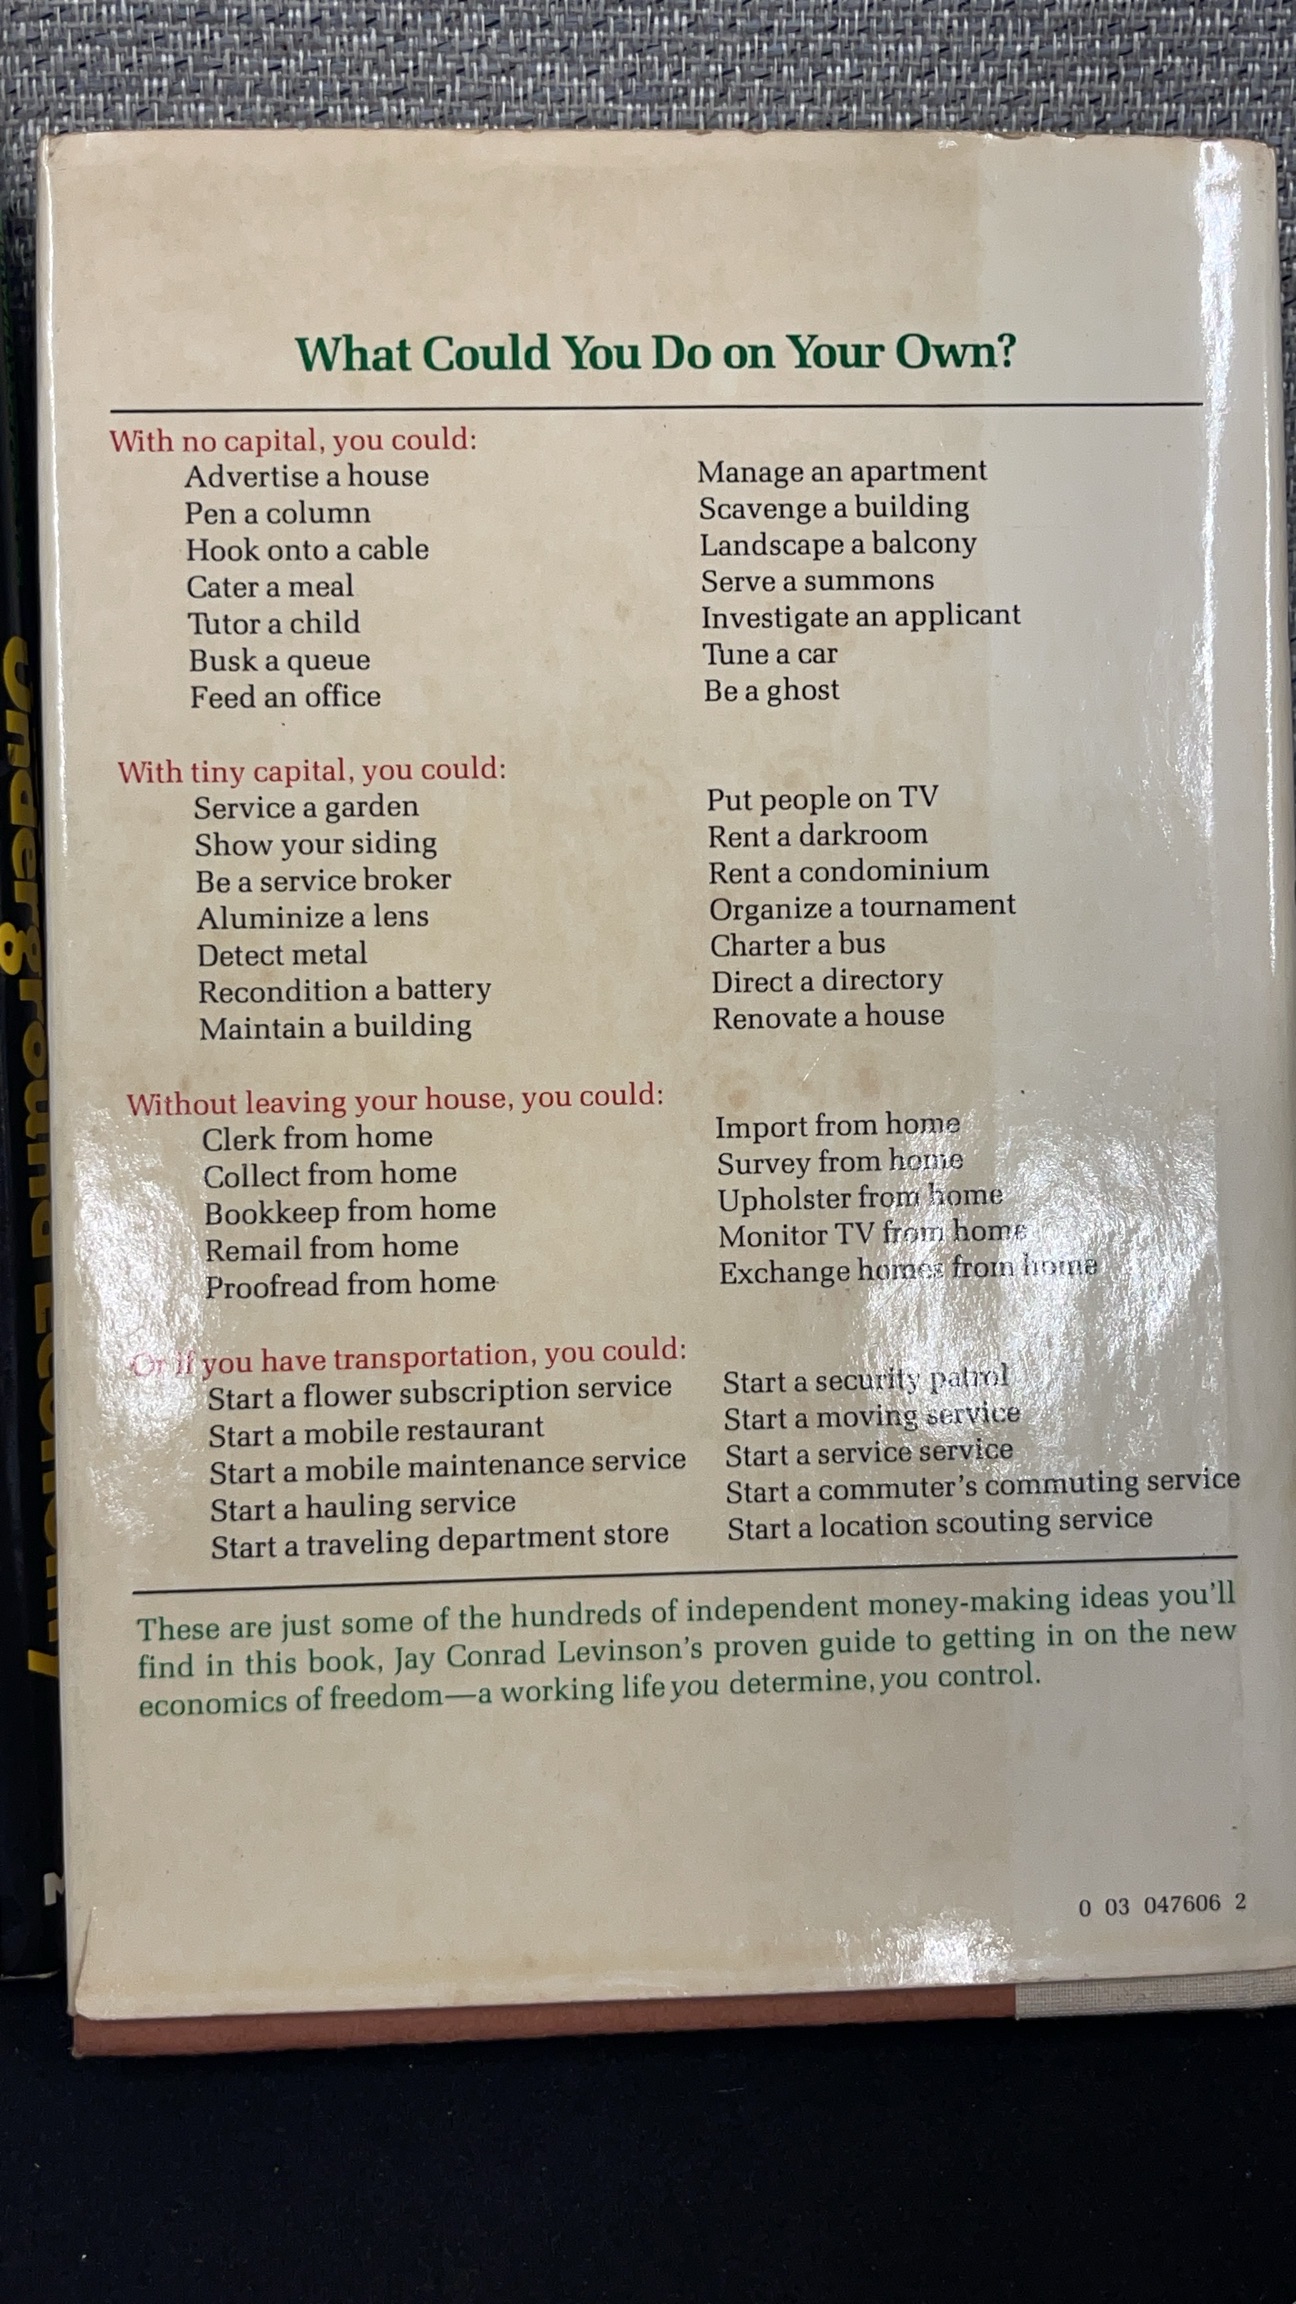 What Could You Do on Your Own?
With no capital, you could:
Advertise a house
Pen a column
Hook onto a cable
Cater a meal
Tutor a child
Busk a queue
Feed an office
Manage an apartment
Scavenge a building
Landscape a balcony
Serve a summons
Investigate an applicant
Tune a car
Be a ghost
With tiny capital, you could:
Service a garden
Show your siding
Be a service broker
Aluminize a lens
Detect metal
Recondition a battery
Maintain a building
Put people on TV
Rent a darkroom
Rent a condominium
Organize a tournament
Charter a bus
Direct a directory
Renovate a house
Without leaving your house, you could:
Clerk from home
Collect from home
Bookkeep from home
Remail from home
Proofread from home
Import from home
Survey from home
Upholster from home
Monitor TV from home
Exchange homes from home
Or if you have transportation, you could:
Start a flower subscription service
Start a mobile restaurant
Start a mobile maintenance service
Start a hauling service
Start a traveling department store
Start a security patrol
Start a moving service
Start a service service
Start a commuter's commuting service
Start a location scouting service
These are just some of the hundreds of independent money-making ideas you'll
find in this book, Jay Conrad Levinson's proven guide to getting in on the new
economics of freedom—a working life you determine, you control.
0 03 047606 2